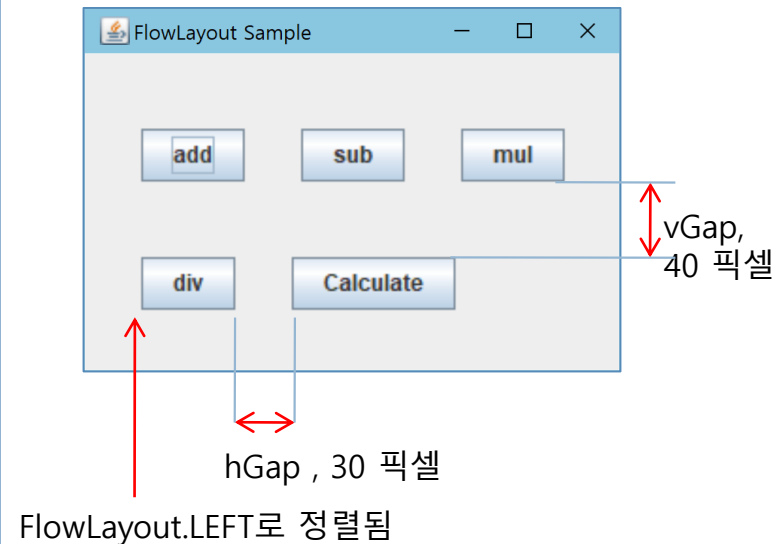 FlowLayout Sample
add
sub
mul
vGap,
40 픽셀
div
Calculate
hGap , 30 픽셀
FlowLayout.LEFT로 정렬됨